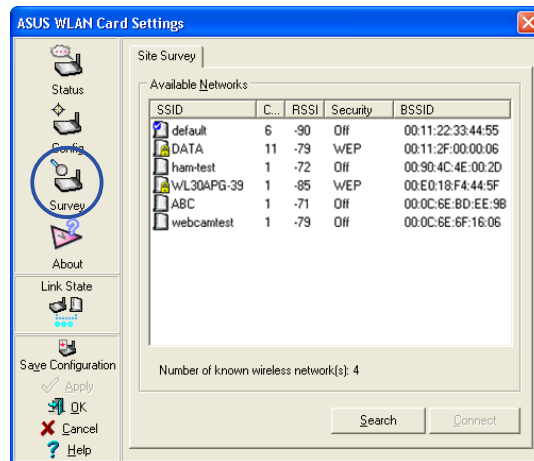 ASUS WLAN Card Settings
Status
Config
Survey
About
Link State
Save Configuration
Apply
OK
Cancel
Help
Site Survey
Available Networks
SSID C... RSSI Security BSSID
default 6 -90 Off 00:11:22:33:44:55
DATA 11 -79 WEP 00:11:2F:00:00:06
ham-test 1 -72 Off 00:90:4C:4E:00:2D
WL30APG-39 1 -85 WEP 00:E0:18:F4:44:5F
ABC 1 -71 Off 00:0C:6E:BD:EE:9B
webcamtest 1 -79 Off 00:0C:6E:6F:16:06
Number of known wireless network(s): 4
Search Connect